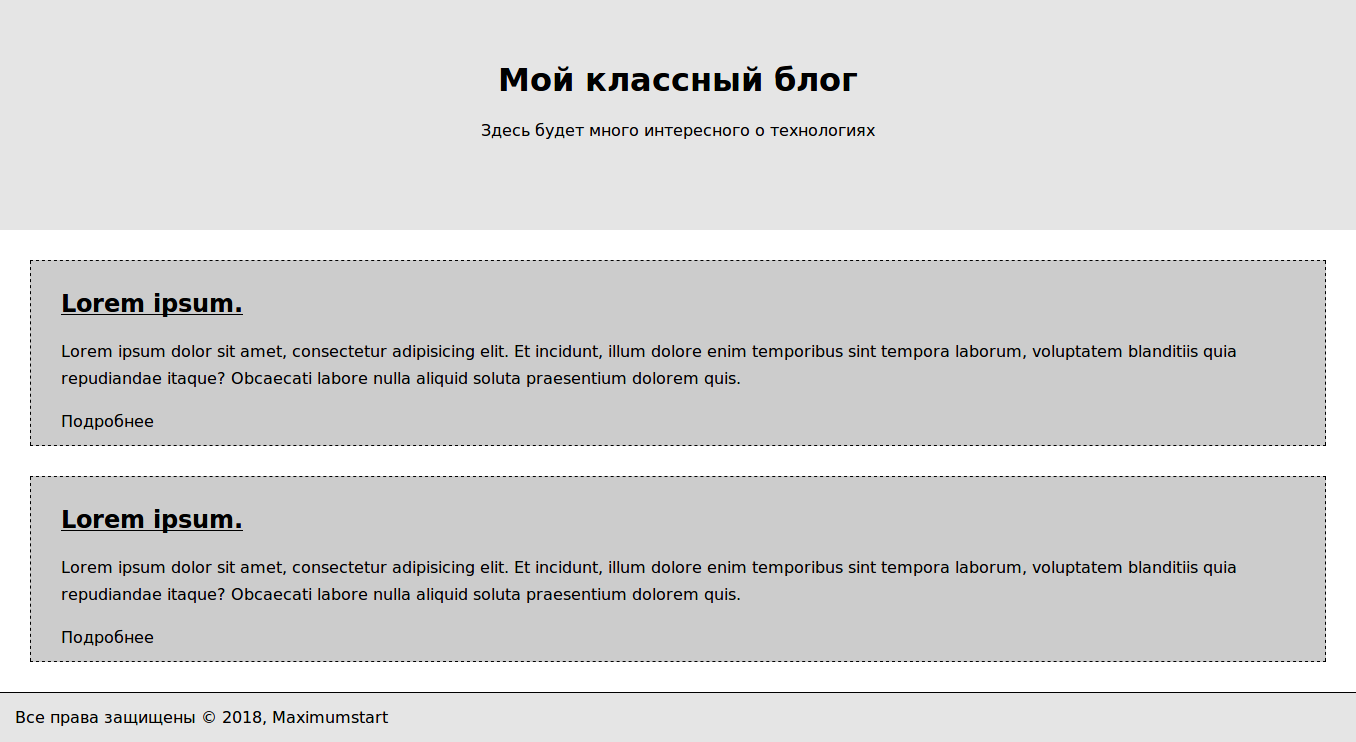 Мой классный блог
Здесь будет много интересного о технологиях
Lorem ipsum.
Lorem ipsum dolor sit amet, consectetur adipisicing elit. Et incidunt, illum dolore enim temporibus sint tempora laborum, voluptatem blanditiis quia
repudiandae itaque? Obcaecati labore nulla aliquid soluta praesentium dolorem quis.
Подробнее
Lorem ipsum.
Lorem ipsum dolor sit amet, consectetur adipisicing elit. Et incidunt, illum dolore enim temporibus sint tempora laborum, voluptatem blanditiis quia
repudiandae itaque? Obcaecati labore nulla aliquid soluta praesentium dolorem quis.
Подробнее
Все права защищены © 2018, Maximumstart